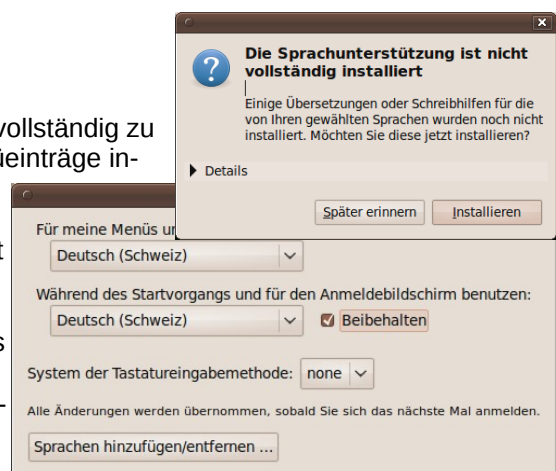 Die Sprachunterstützung ist nicht
vollständig installiert
Einige Übersetzungen oder Schreibhilfen für die
von Ihren gewählten Sprachen wurden noch nicht
installiert. Möchten Sie diese jetzt installieren?
Details
Später erinnern Installieren
vollständig zu
einträge in-
Für meine Menüs
Deutsch (Schweiz)
Während des Startvorgangs und für den Anmeldebildschirm benutzen:
Deutsch (Schweiz) Beibehalten
System der Tastatureingabemethode: none
Alle Änderungen werden übernommen, sobald Sie sich das nächste Mal anmelden.
Sprachen hinzufügen/entfernen ...